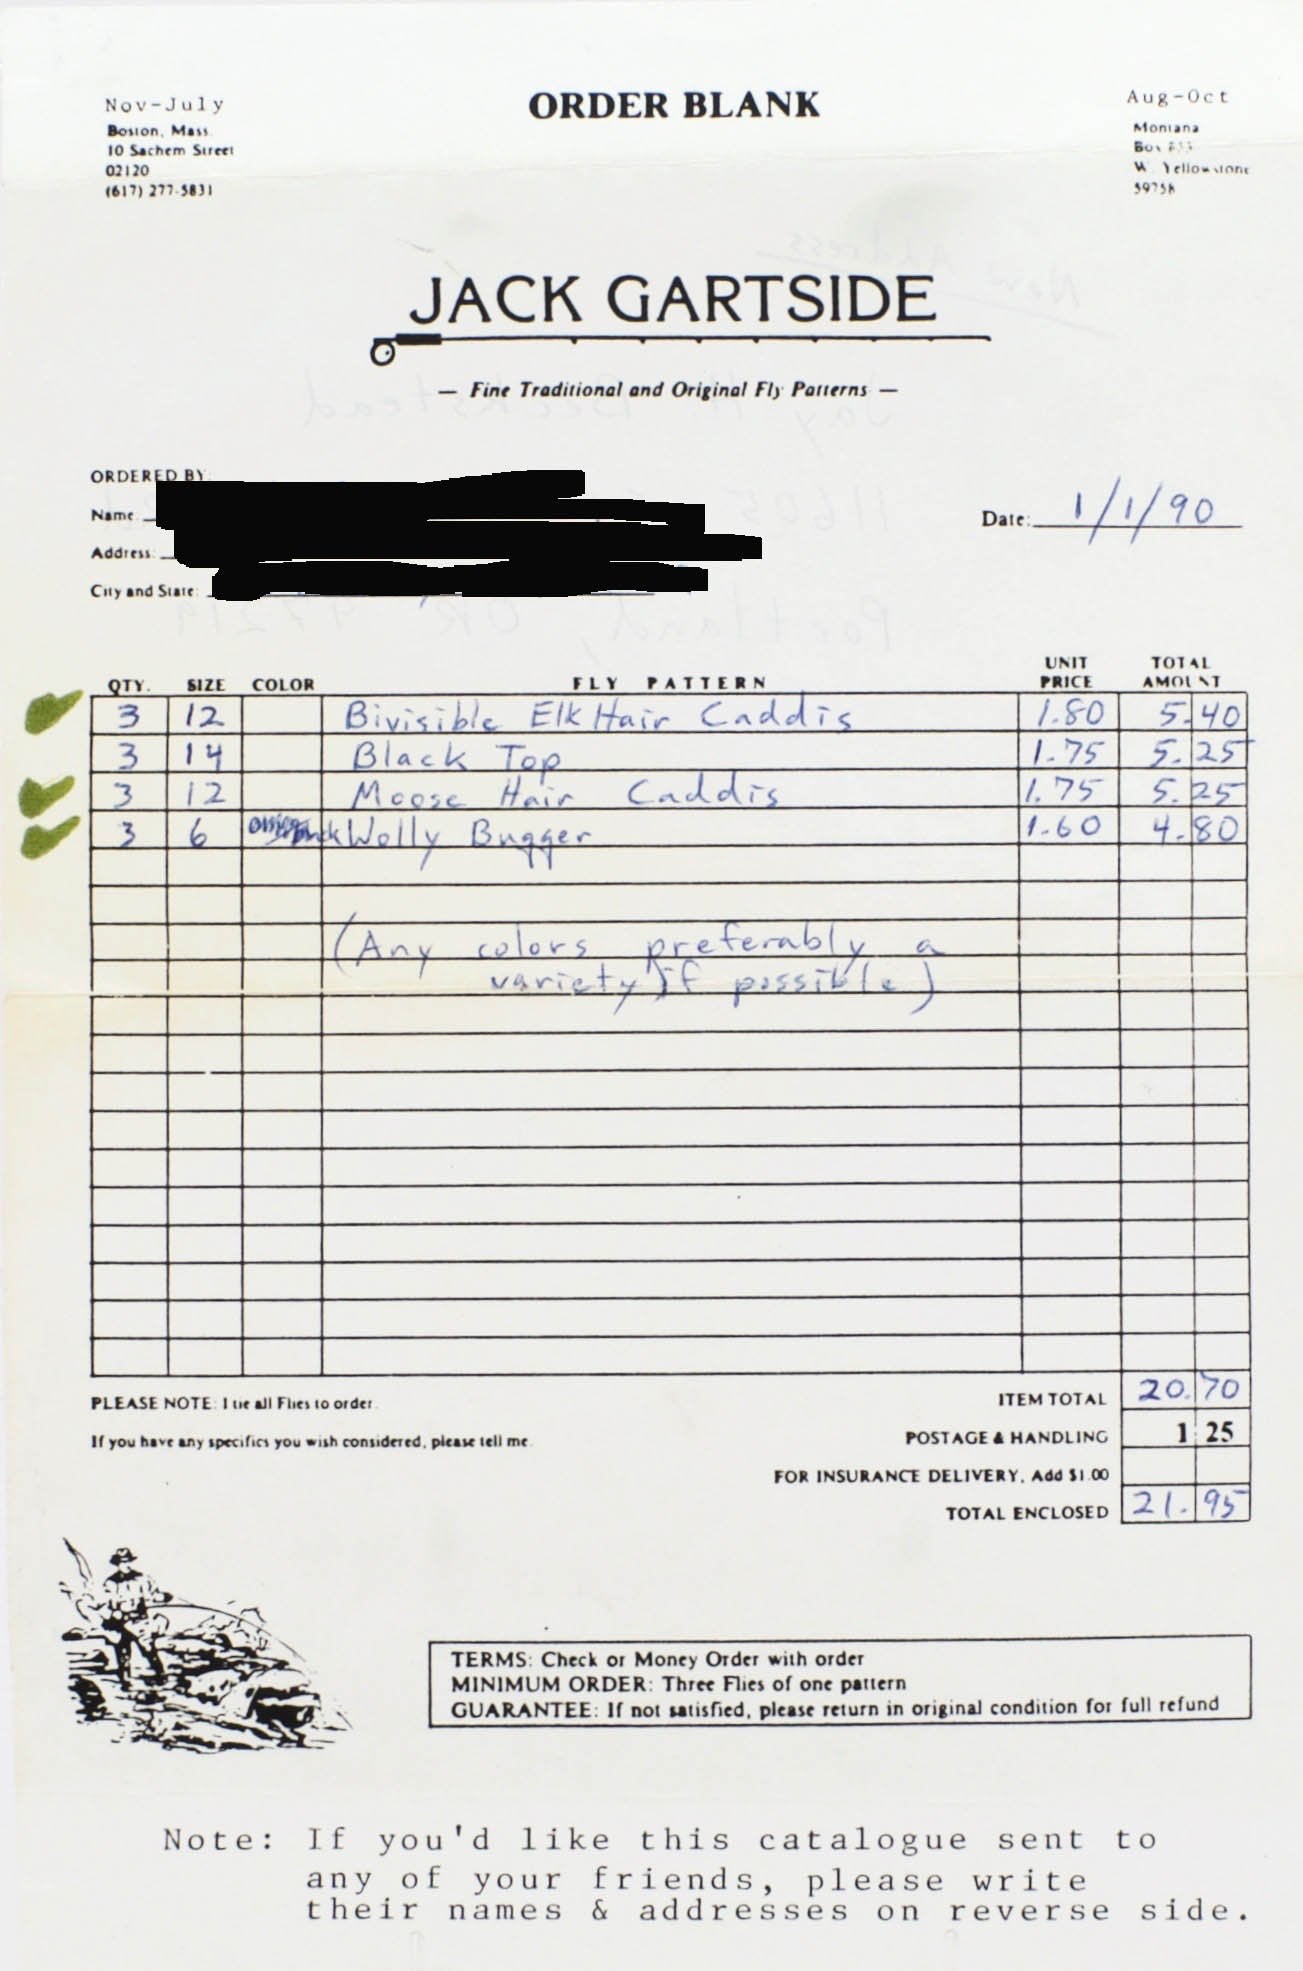 Nov-July
Boston, Mass.
10 Sachem Street
02120
(617) 277-5831
ORDER BLANK
Aug-Oct
Montana
Box
W. Yellowstone
59758
JACK GARTSIDE
— Fine Traditional and Original Fly Patterns —
ORDERED BY:
Name:
Address:
City and State:
Date: 1/1/90
QTY. SIZE COLOR FLY PATTERN UNIT PRICE TOTAL AMOUNT
3 12 Bivisible Elk Hair Caddis 1.80 5.40
3 14 Black Top 1.75 5.25
3 12 Moose Hair Caddis 1.75 5.25
3 6 Wolly Bugger 1.60 4.80
(Any colors preferably a
variety if possible)
ITEM TOTAL 20.70
PLEASE NOTE: I tie all Flies to order.
POSTAGE & HANDLING 1 25
If you have any specifics you wish considered, please tell me.
FOR INSURANCE DELIVERY, Add $1.00
TOTAL ENCLOSED 21.95
TERMS: Check or Money Order with order
MINIMUM ORDER: Three Flies of one pattern
GUARANTEE: If not satisfied, please return in original condition for full refund
Note: If you'd like this catalogue sent to
any of your friends, please write
their names & addresses on reverse side.